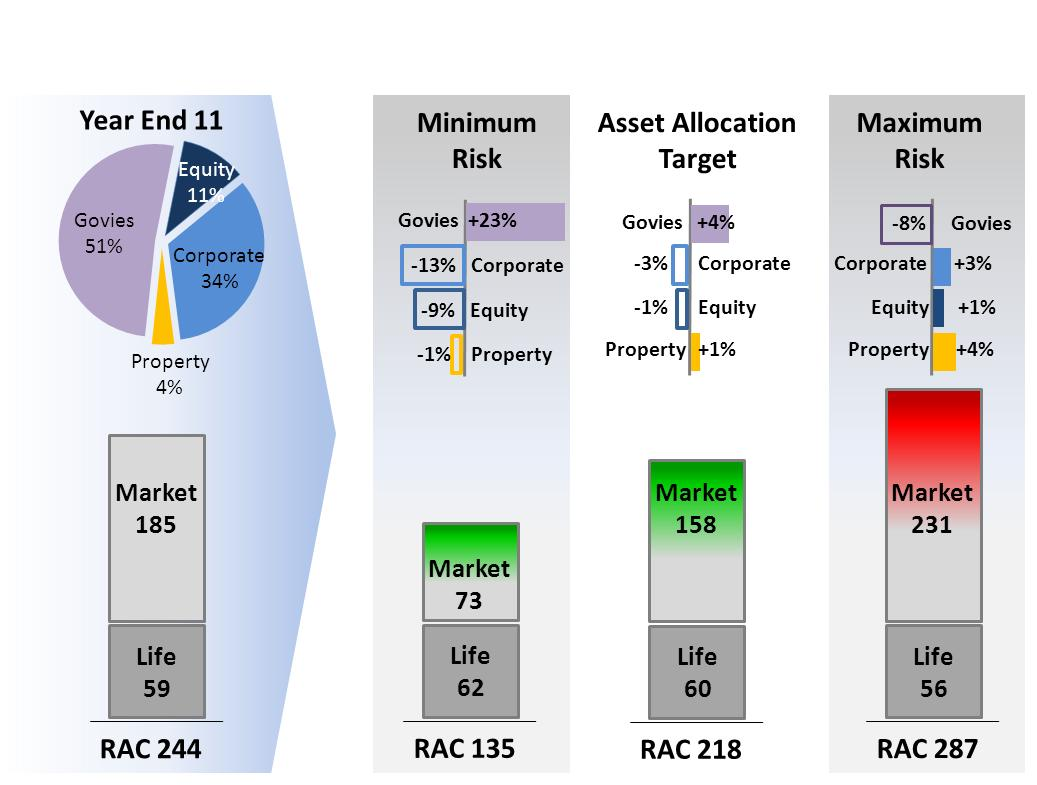 Year End 11
Equity
11%
Govies
51%
Corporate
34%
Property
4%
Market
185
Life
59
RAC 244
Minimum
Risk
Govies +23%
-13% Corporate
-9% Equity
-1% Property
Market
73
Life
62
RAC 135
Asset Allocation
Target
Govies +4%
-3% Corporate
-1% Equity
Property +1%
Market
158
Life
60
RAC 218
Maximum
Risk
-8% Govies
Corporate +3%
Equity +1%
Property +4%
Market
231
Life
56
RAC 287